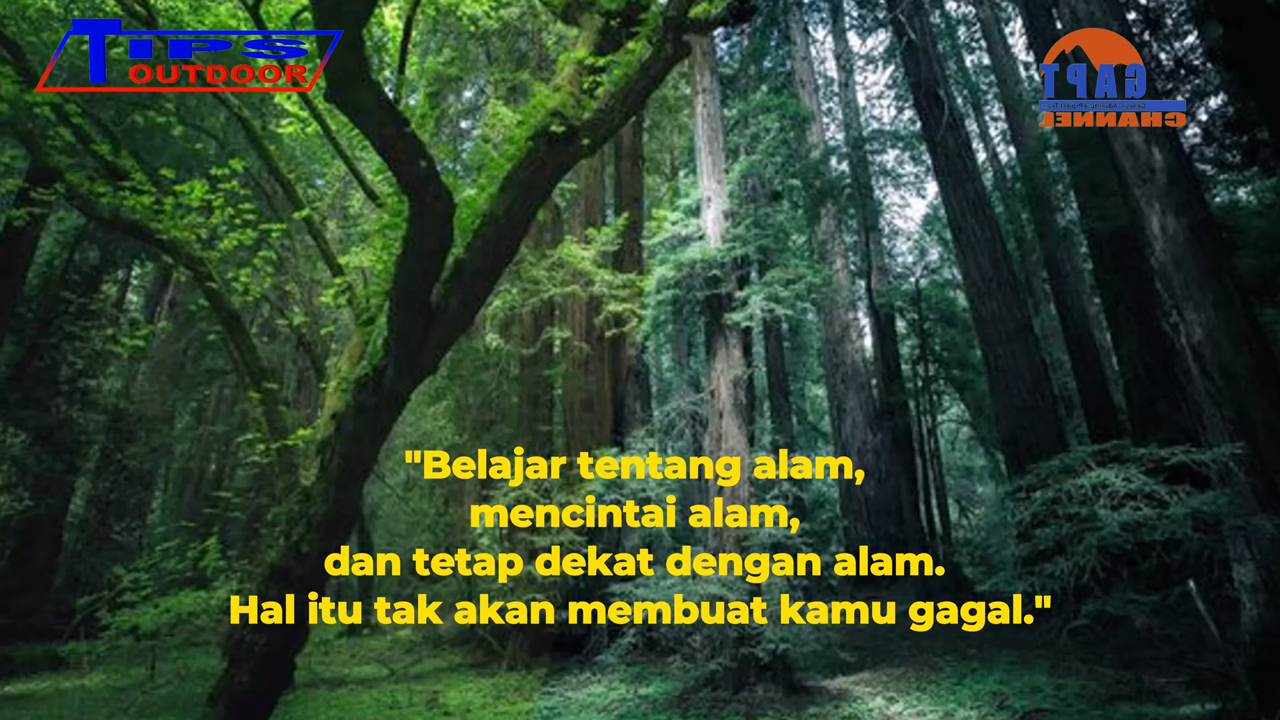 TIPS
OUTDOOR
GAPT
CHANNEL
"Belajar tentang alam,
mencintai alam,
dan tetap dekat dengan alam.
Hal itu tak akan membuat kamu gagal."